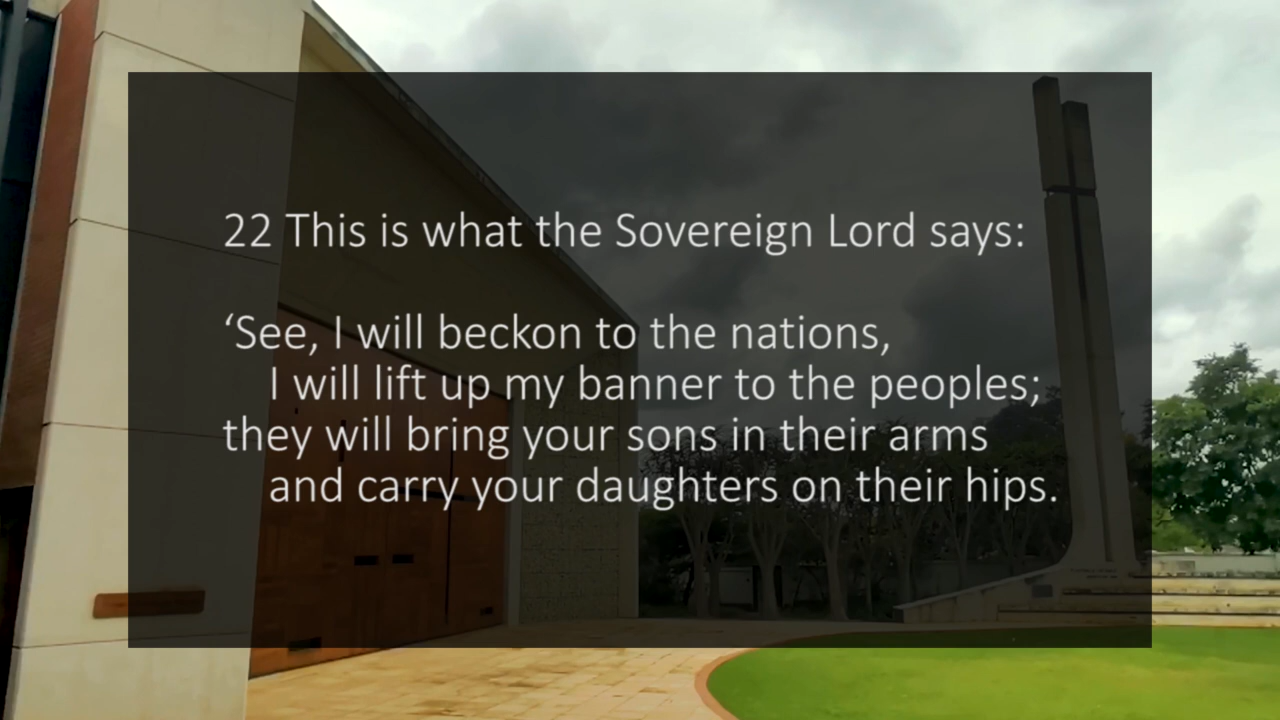 22 This is what the Sovereign Lord says:
‘See, I will beckon to the nations,
I will lift up my banner to the peoples;
they will bring your sons in their arms
and carry your daughters on their hips.